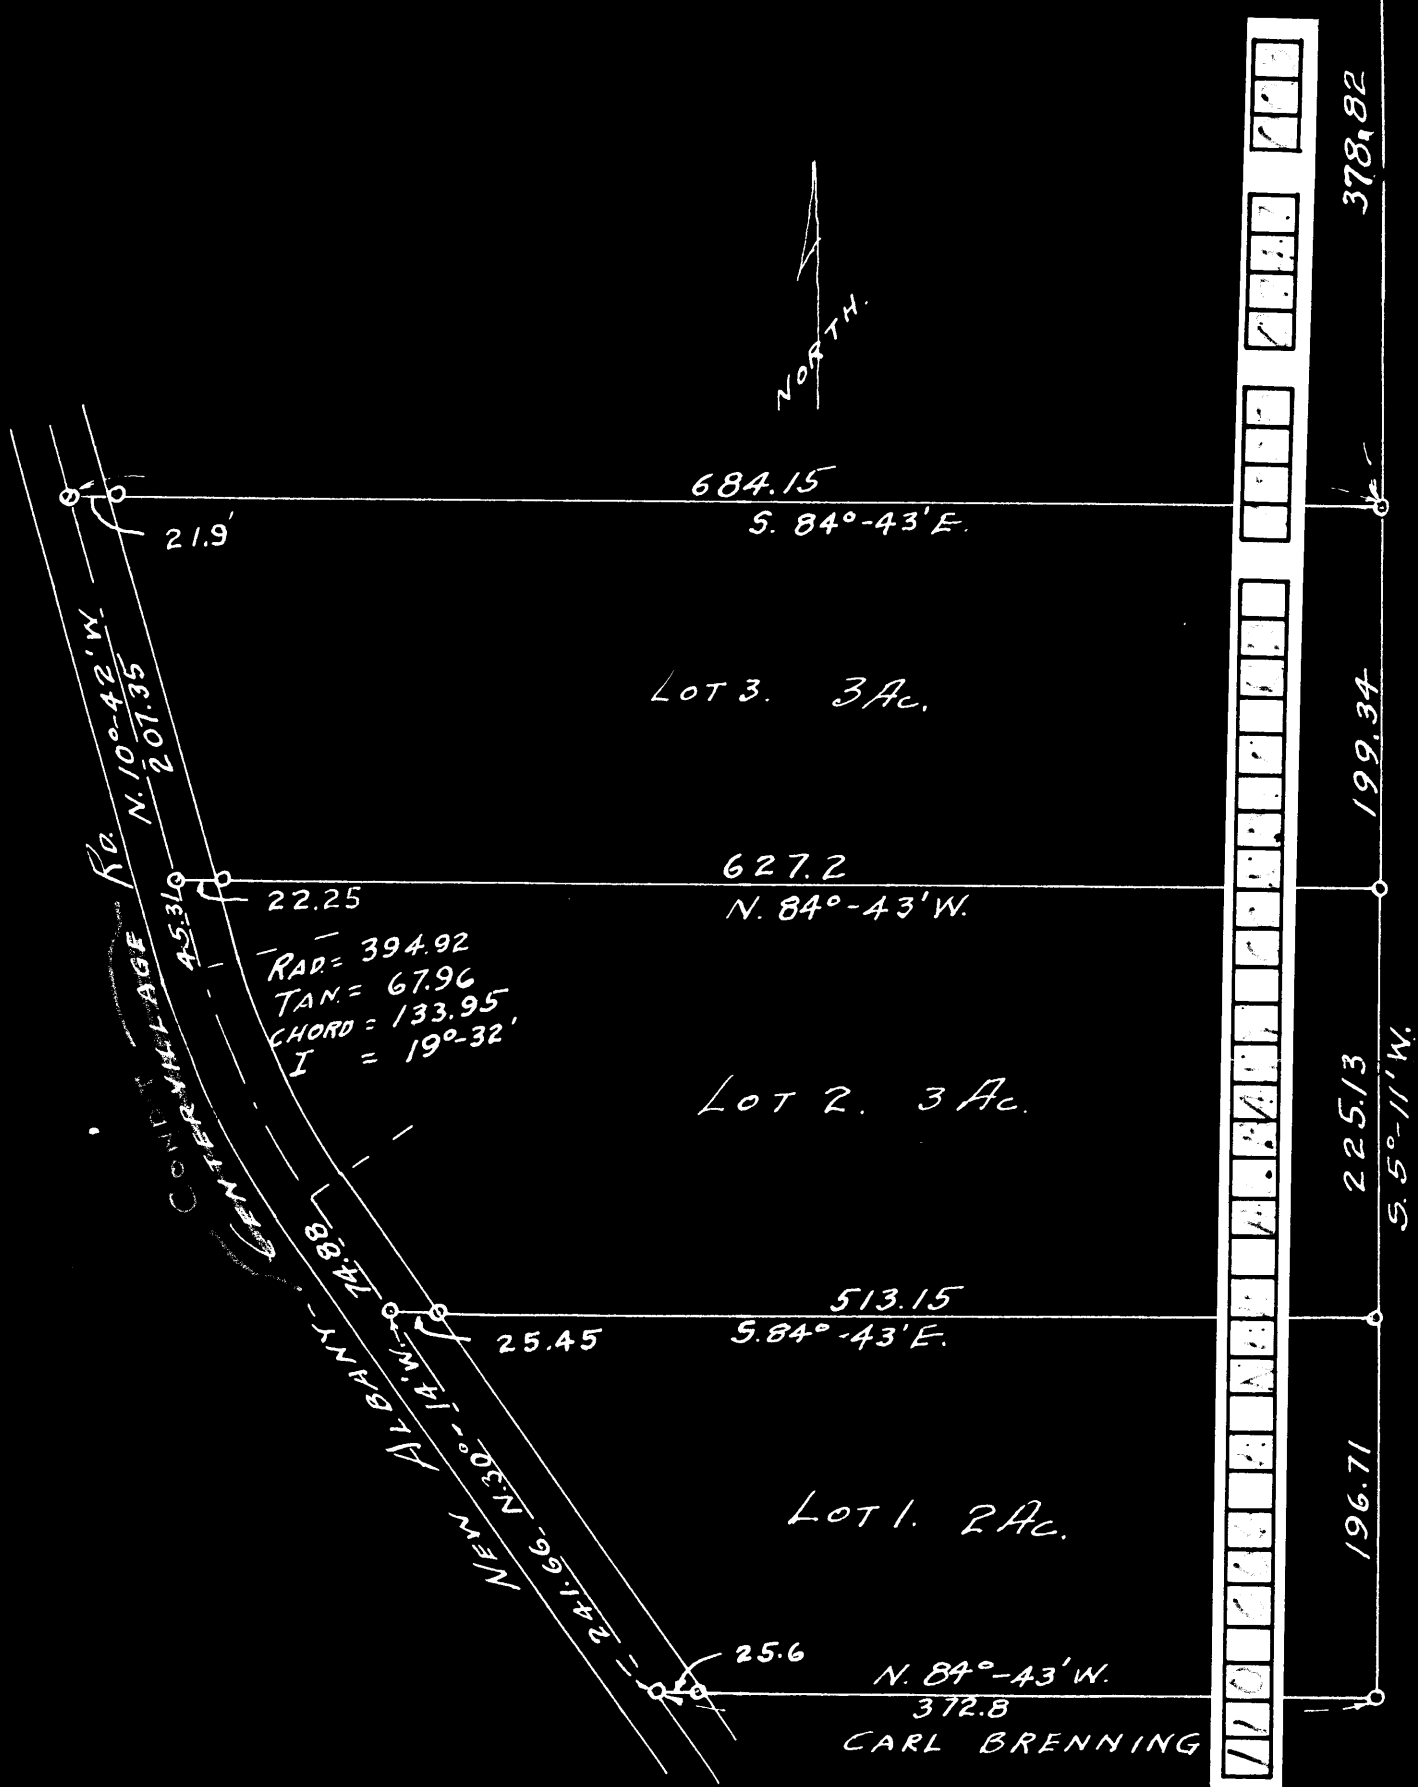 378.82
NORTH.
684.15
S. 84°-43'E.
21.9'
N. 10°-42'W.
207.35
LOT 3. 3 Ac.
199.34
627.2
N. 84°-43'W.
22.25
45.31
RAD. = 394.92
TAN. = 67.96
CHORD = 133.95
I = 19°-32'
LOT 2. 3 Ac.
225.13
S. 5°-11'W.
74.88
513.15
S. 84°-43'E.
25.45
N. 30°-14'W.
241.66
LOT 1. 2 Ac.
196.71
NEW ALBANY-CENTERVILLAGE RD.
CONDIT
25.6
N. 84°-43'W.
372.8
CARL BRENNING